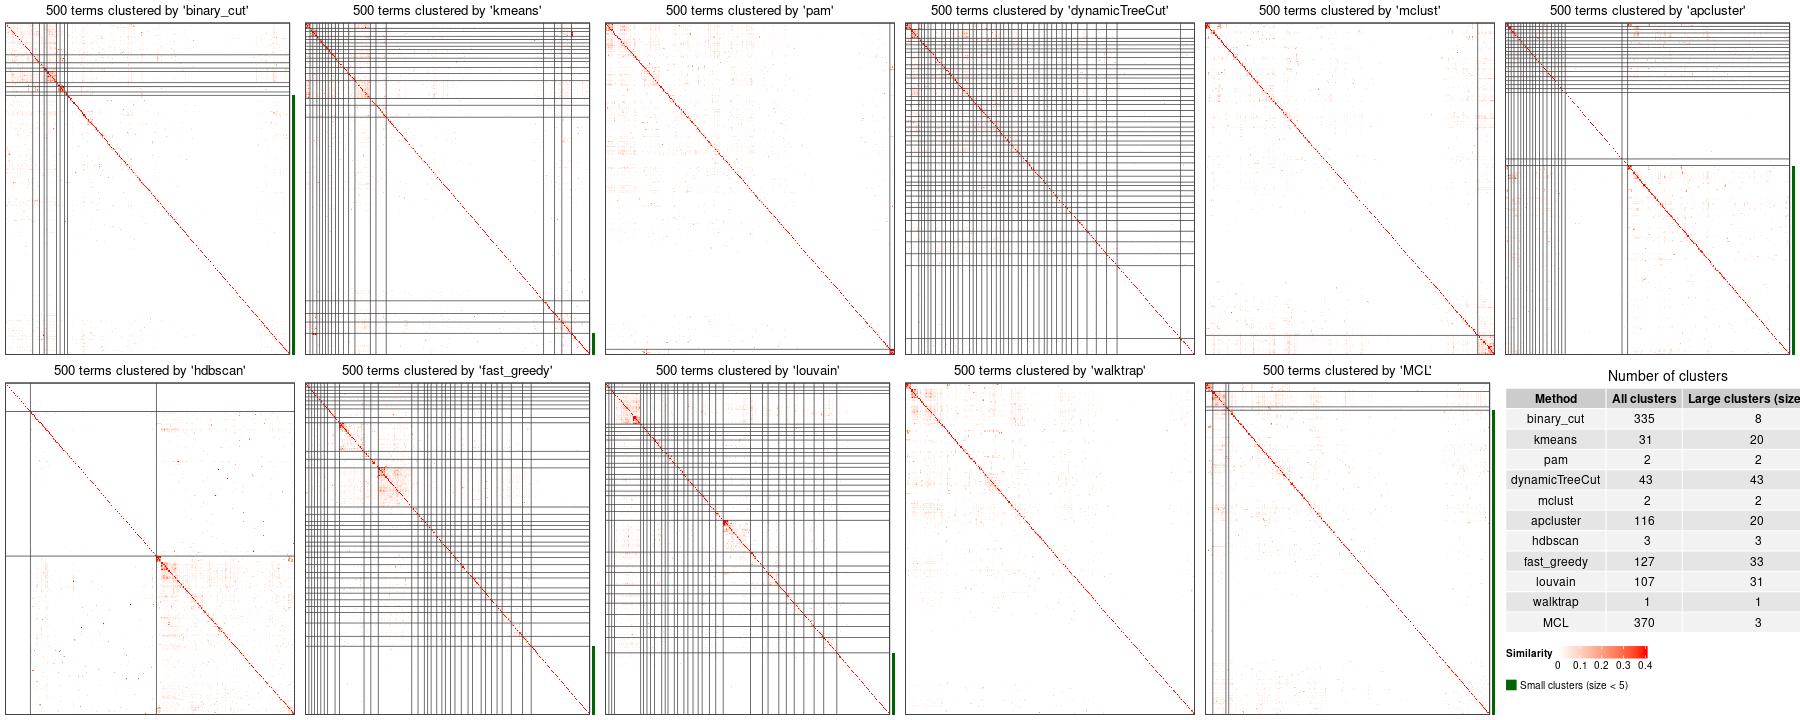 500 terms clustered by 'binary_cut'
500 terms clustered by 'kmeans'
500 terms clustered by 'pam'
500 terms clustered by 'dynamicTreeCut'
500 terms clustered by 'mclust'
500 terms clustered by 'apcluster'
500 terms clustered by 'hdbscan'
500 terms clustered by 'fast_greedy'
500 terms clustered by 'louvain'
500 terms clustered by 'walktrap'
500 terms clustered by 'MCL'
Number of clusters
Method All clusters Large clusters (size
binary_cut 335 8
kmeans 31 20
pam 2 2
dynamicTreeCut 43 43
mclust 2 2
apcluster 116 20
hdbscan 3 3
fast_greedy 127 33
louvain 107 31
walktrap 1 1
MCL 370 3
Similarity
0 0.1 0.2 0.3 0.4
Small clusters (size < 5)